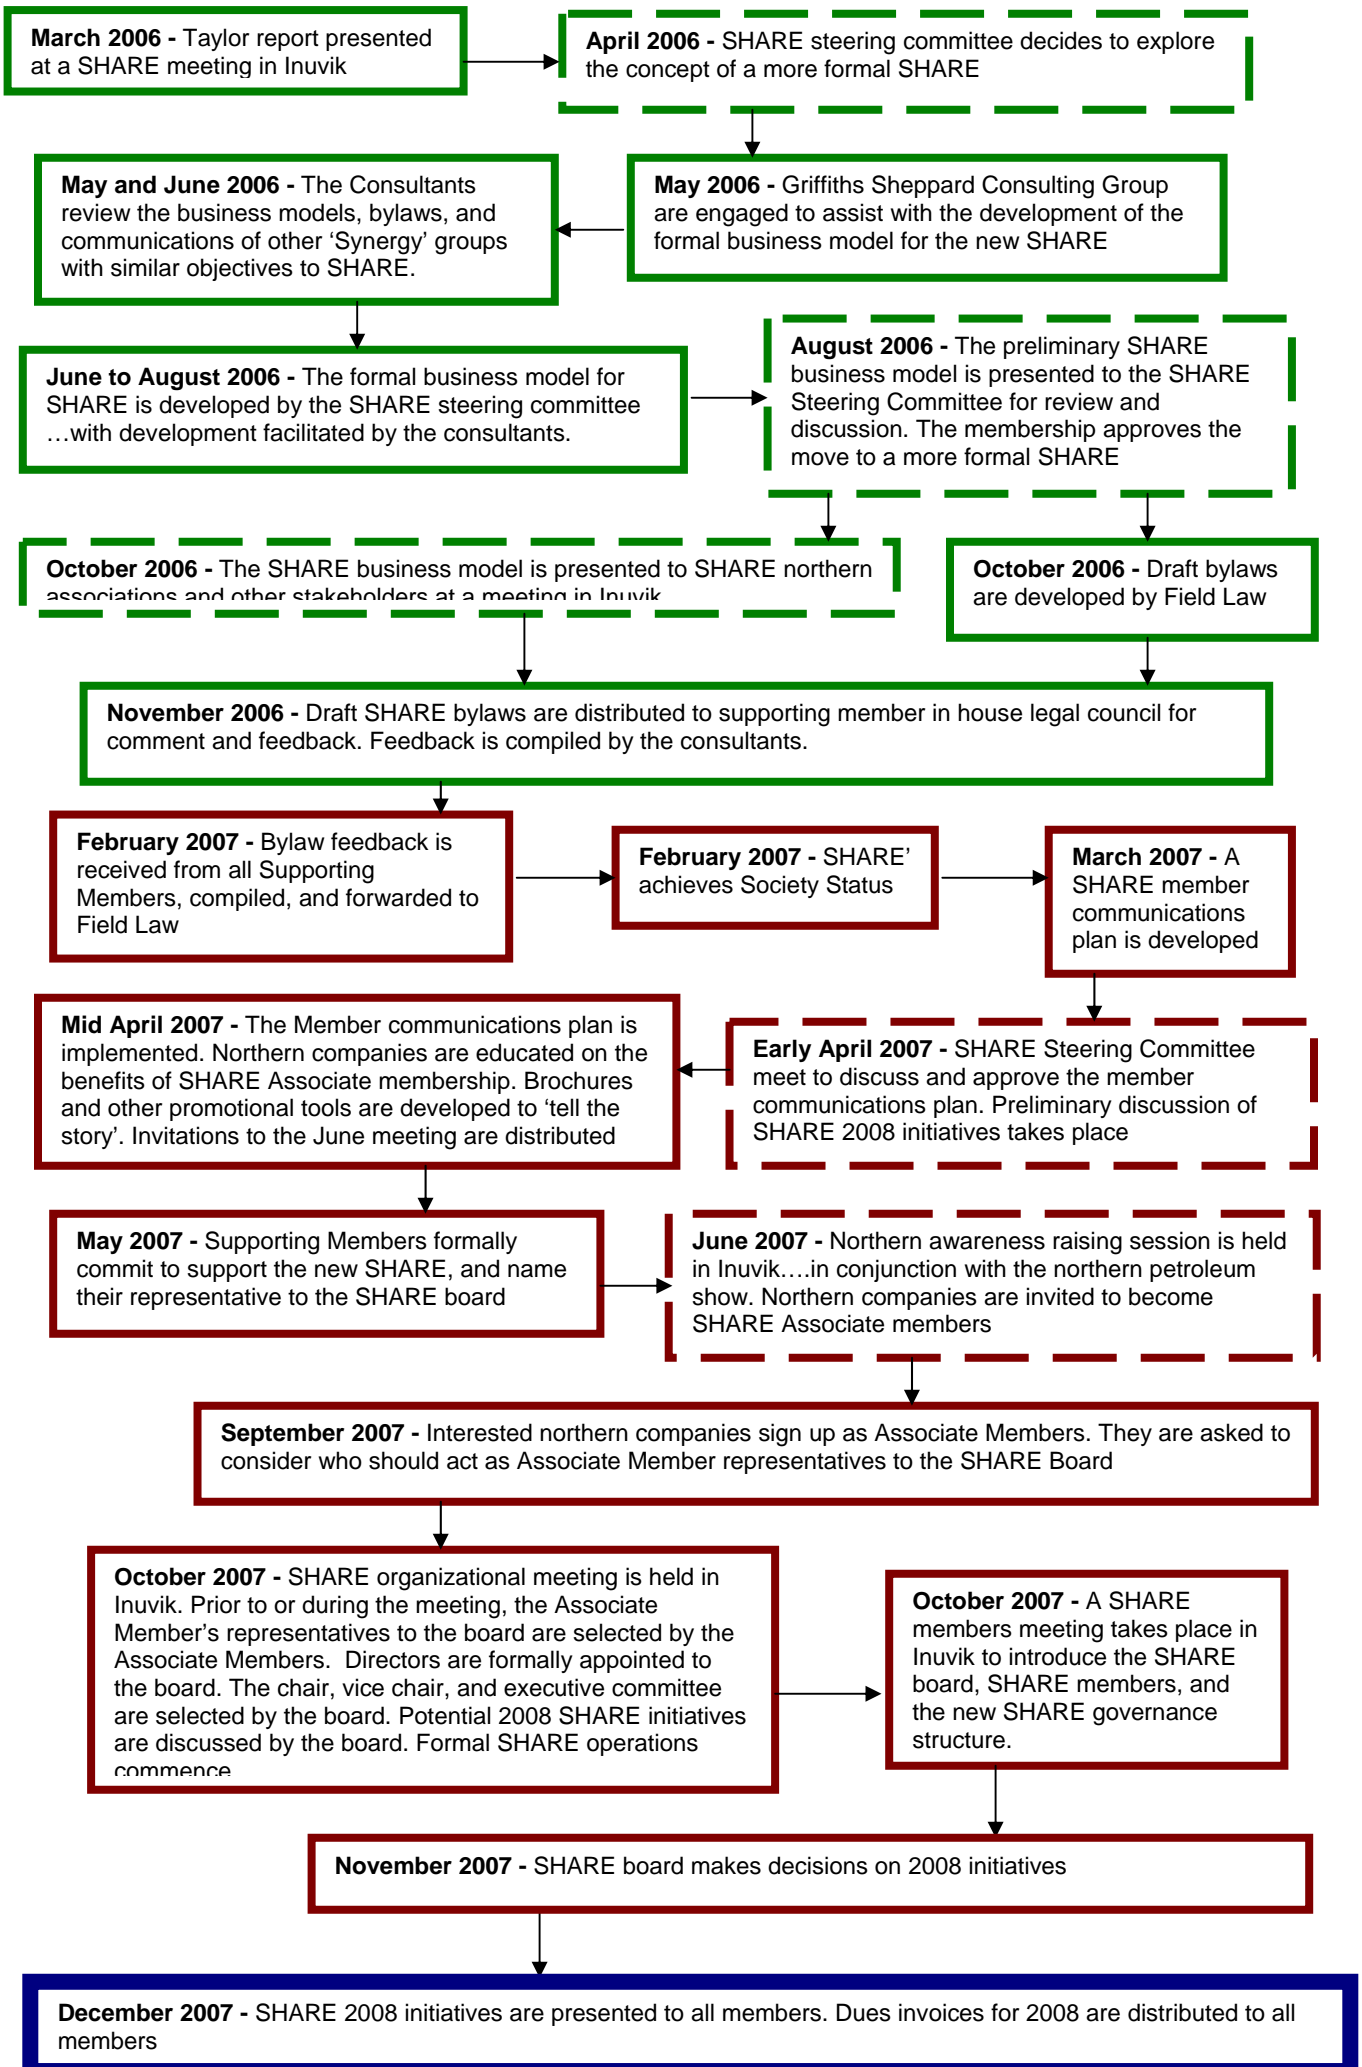 March 2006 - Taylor report presented
at a SHARE meeting in Inuvik
April 2006 - SHARE steering committee decides to explore
the concept of a more formal SHARE
May 2006 - Griffiths Sheppard Consulting Group
are engaged to assist with the development of the
formal business model for the new SHARE
May and June 2006 - The Consultants
review the business models, bylaws, and
communications of other ‘Synergy’ groups
with similar objectives to SHARE.
June to August 2006 - The formal business model for
SHARE is developed by the SHARE steering committee
…with development facilitated by the consultants.
August 2006 - The preliminary SHARE
business model is presented to the SHARE
Steering Committee for review and
discussion. The membership approves the
move to a more formal SHARE
October 2006 - The SHARE business model is presented to SHARE northern
associations and other stakeholders at a meeting in Inuvik
October 2006 - Draft bylaws
are developed by Field Law
November 2006 - Draft SHARE bylaws are distributed to supporting member in house legal council for
comment and feedback. Feedback is compiled by the consultants.
February 2007 - Bylaw feedback is
received from all Supporting
Members, compiled, and forwarded to
Field Law
February 2007 - SHARE’
achieves Society Status
March 2007 - A
SHARE member
communications
plan is developed
Early April 2007 - SHARE Steering Committee
meet to discuss and approve the member
communications plan. Preliminary discussion of
SHARE 2008 initiatives takes place
Mid April 2007 - The Member communications plan is
implemented. Northern companies are educated on the
benefits of SHARE Associate membership. Brochures
and other promotional tools are developed to ‘tell the
story’. Invitations to the June meeting are distributed
May 2007 - Supporting Members formally
commit to support the new SHARE, and name
their representative to the SHARE board
June 2007 - Northern awareness raising session is held
in Inuvik….in conjunction with the northern petroleum
show. Northern companies are invited to become
SHARE Associate members
September 2007 - Interested northern companies sign up as Associate Members. They are asked to
consider who should act as Associate Member representatives to the SHARE Board
October 2007 - SHARE organizational meeting is held in
Inuvik. Prior to or during the meeting, the Associate
Member’s representatives to the board are selected by the
Associate Members. Directors are formally appointed to
the board. The chair, vice chair, and executive committee
are selected by the board. Potential 2008 SHARE initiatives
are discussed by the board. Formal SHARE operations
commence
October 2007 - A SHARE
members meeting takes place in
Inuvik to introduce the SHARE
board, SHARE members, and
the new SHARE governance
structure.
November 2007 - SHARE board makes decisions on 2008 initiatives
December 2007 - SHARE 2008 initiatives are presented to all members. Dues invoices for 2008 are distributed to all
members